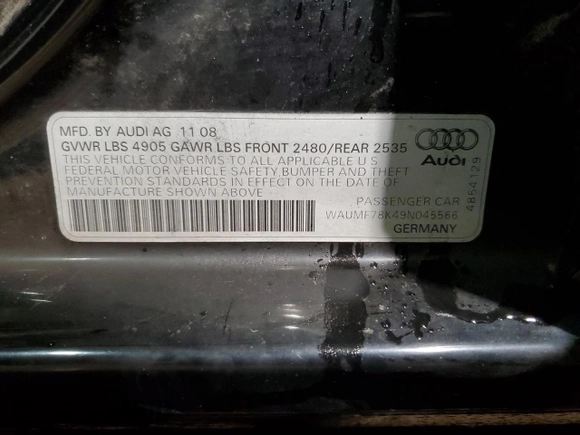 MFD. BY AUDI AG 11 08
GVWR LBS 4905 GAWR LBS FRONT 2480/REAR 2535
THIS VEHICLE CONFORMS TO ALL APPLICABLE U S
FEDERAL MOTOR VEHICLE SAFETY BUMPER AND THEFT
PREVENTION STANDARDS IN EFFECT ON THE DATE
OF MANUFACTURE SHOWN ABOVE
Audi
4854129
PASSENGER CAR
WAUMF78K49N045566
GERMANY